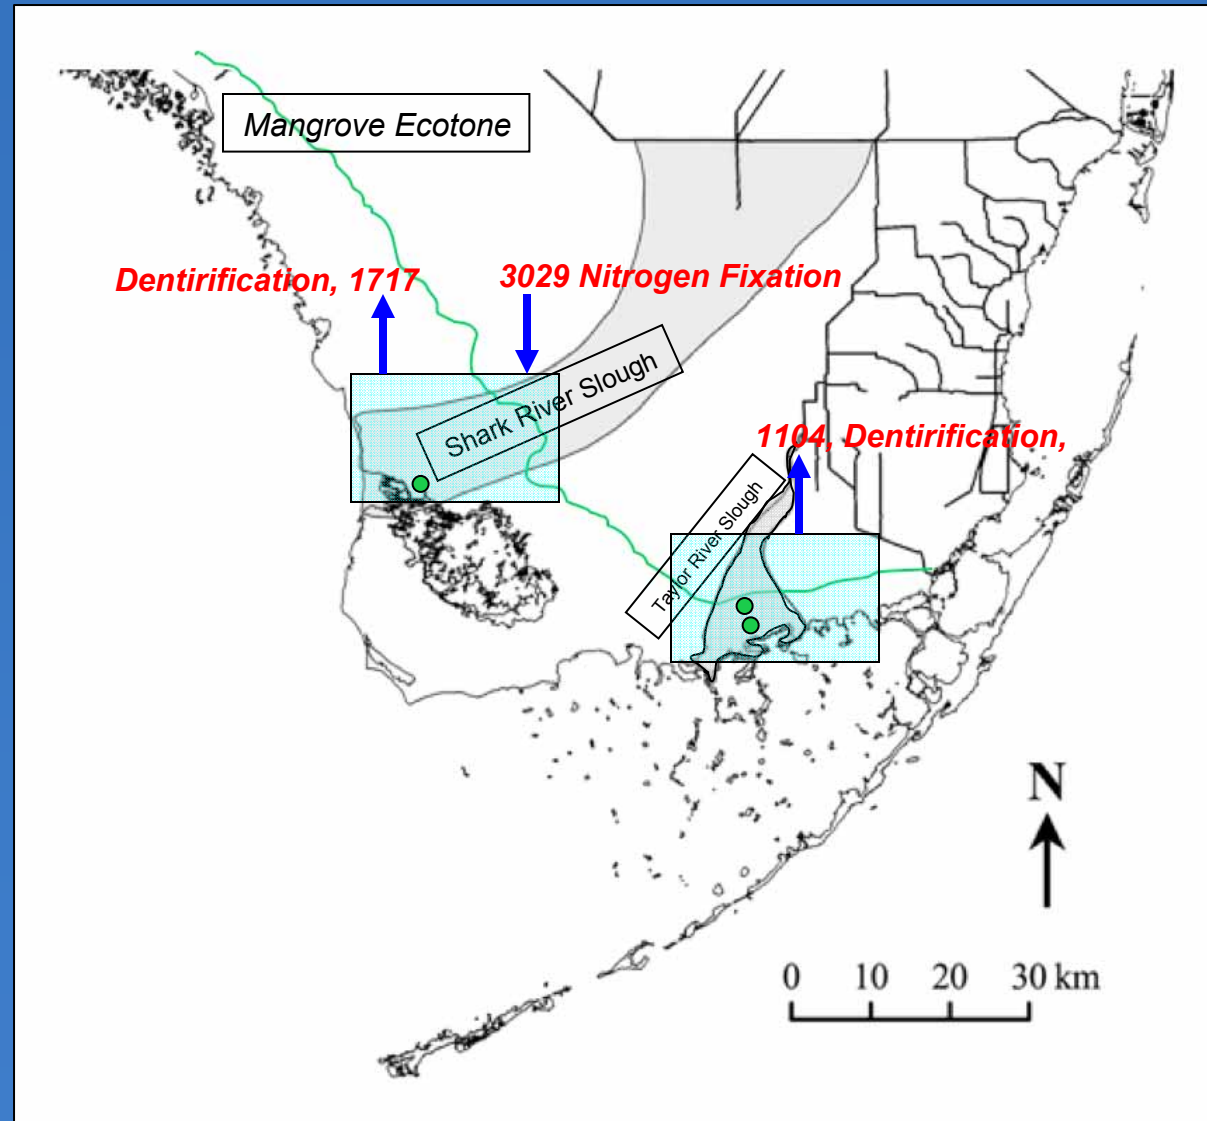 Mangrove Ecotone
Dentirification, 1717
3029 Nitrogen Fixation
Shark River Slough
1104, Dentirification,
Taylor River Slough
N
0 10 20 30 km